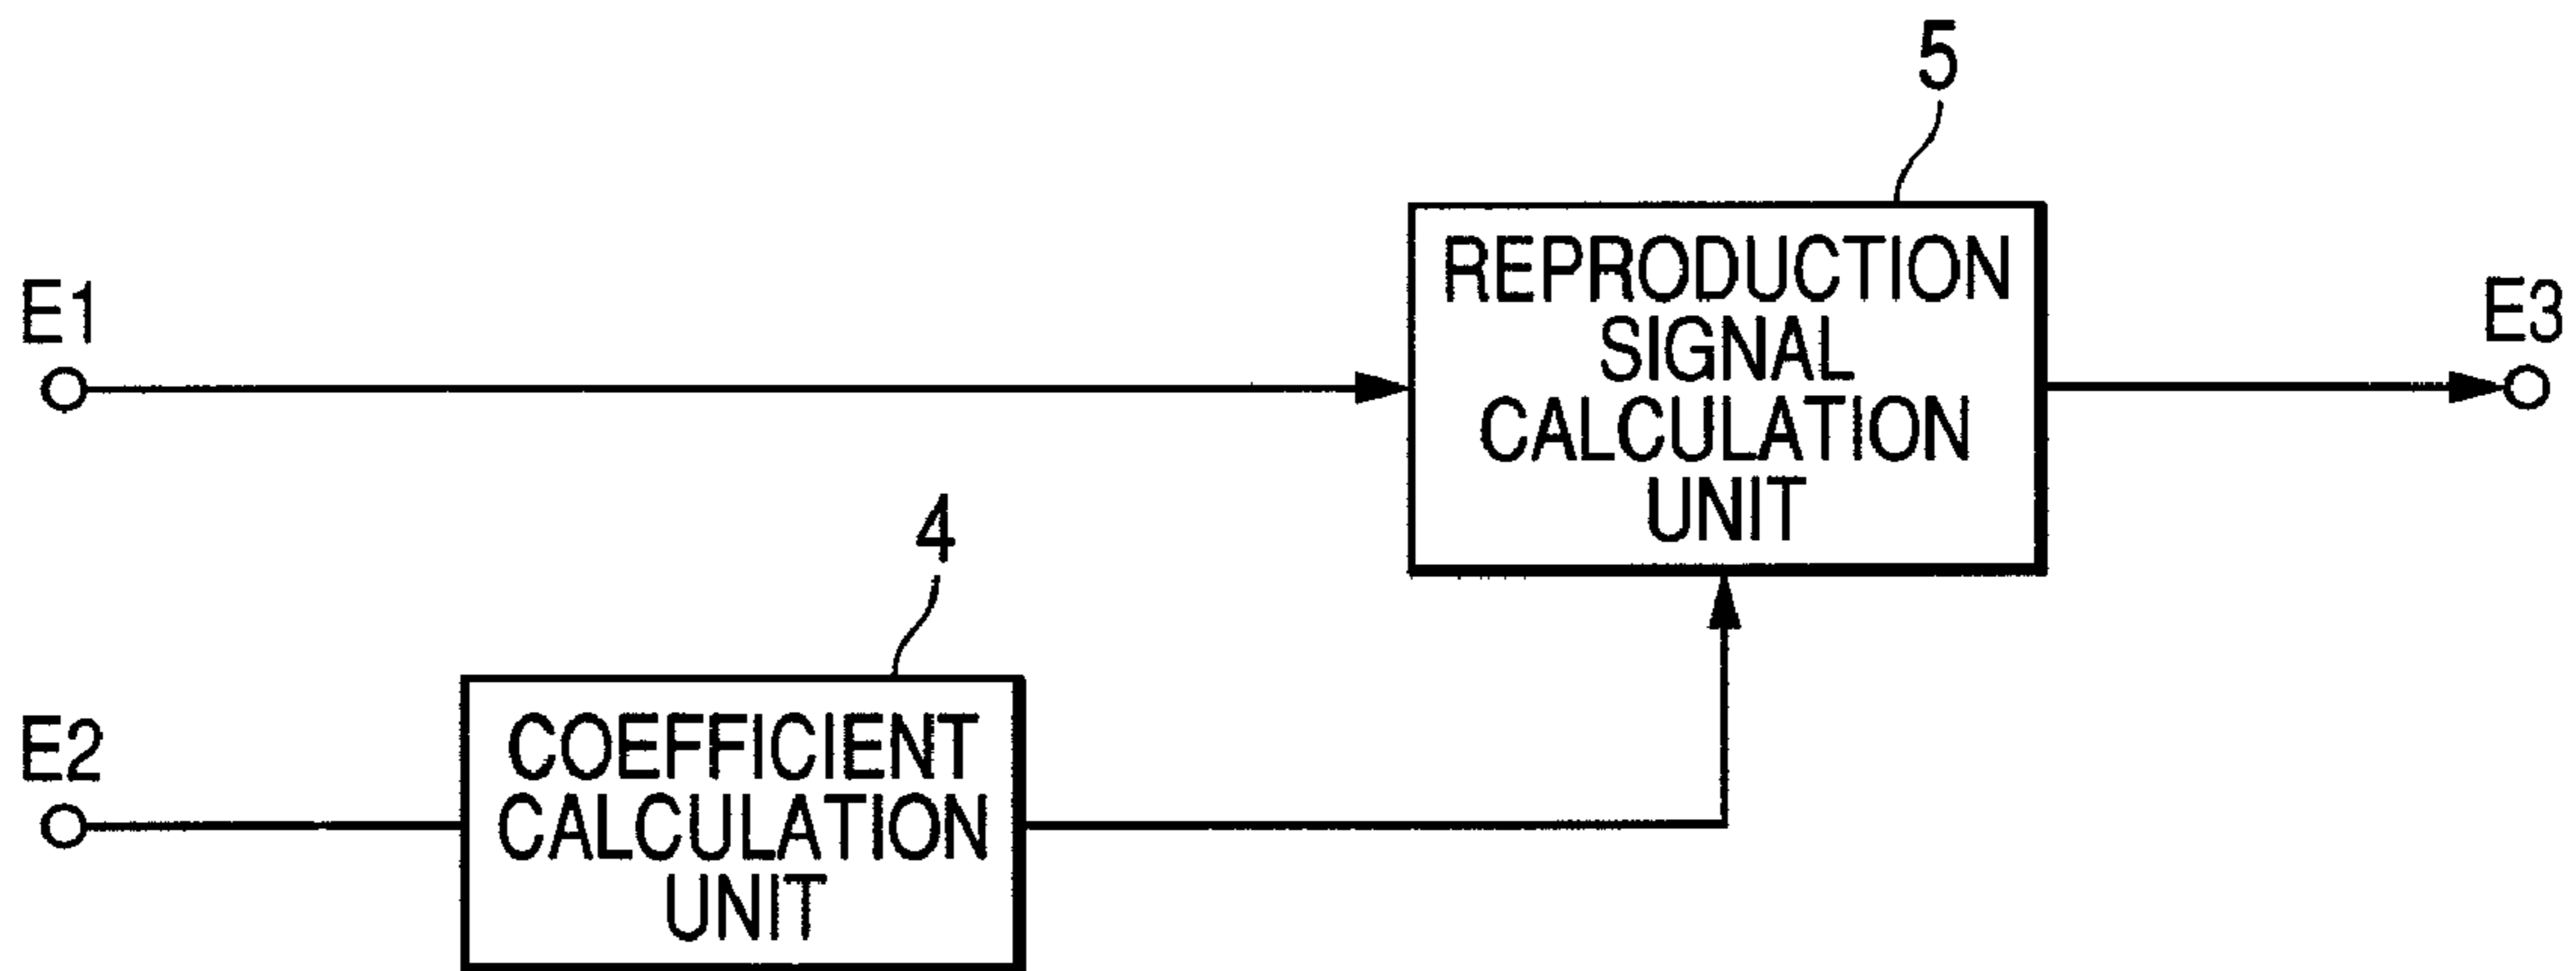 5
E1
REPRODUCTION
SIGNAL
CALCULATION
UNIT
E3
4
E2
COEFFICIENT
CALCULATION
UNIT